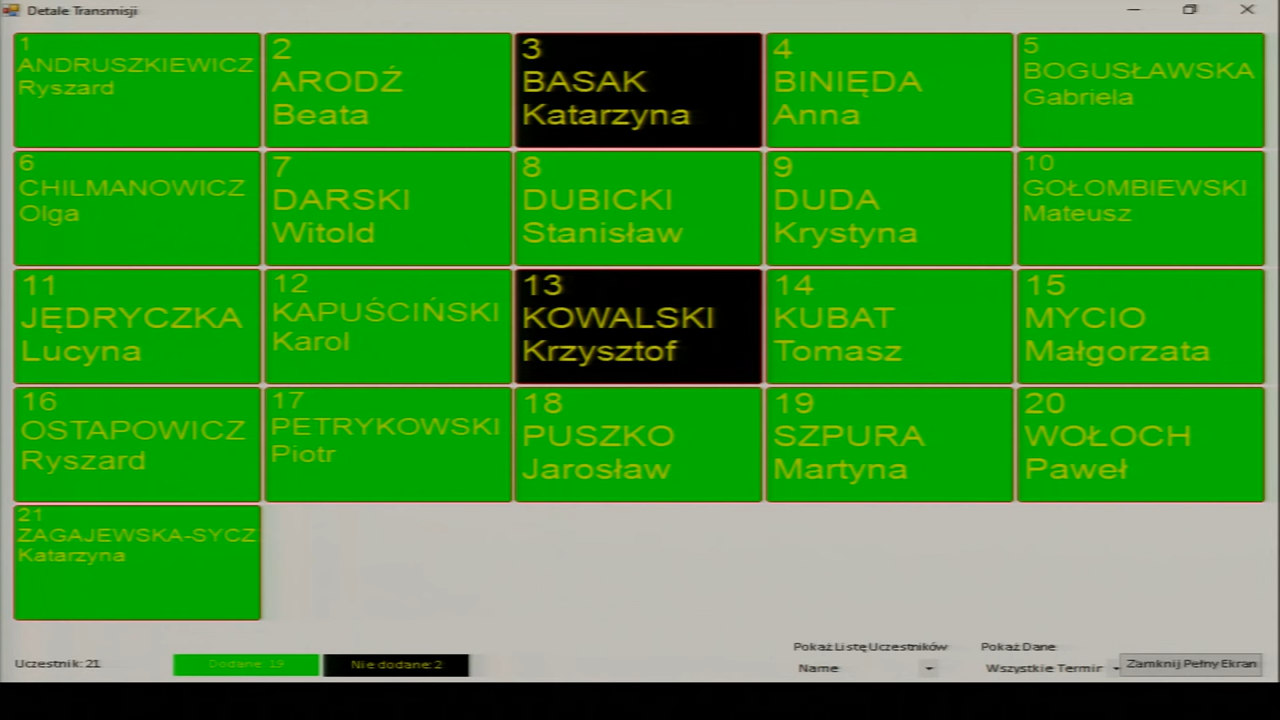 Detale Transmisji
1
ANDRUSZKIEWICZ
Ryszard
2
ARODŹ
Beata
3
BASAK
Katarzyna
4
BINIĘDA
Anna
5
BOGUSŁAWSKA
Gabriela
6
CHILMANOWICZ
Olga
7
DARSKI
Witold
8
DUBICKI
Stanisław
9
DUDA
Krystyna
10
GOŁOMBIEWSKI
Mateusz
11
JĘDRYCZKA
Lucyna
12
KAPUŚCIŃSKI
Karol
13
KOWALSKI
Krzysztof
14
KUBAT
Tomasz
15
MYCIO
Małgorzata
16
OSTAPOWICZ
Ryszard
17
PETRYKOWSKI
Piotr
18
PUSZKO
Jarosław
19
SZPURA
Martyna
20
WOŁOCH
Paweł
21
ZAGAJEWSKA-SYCZ
Katarzyna
Pokaż Listę Uczestników Pokaż Dane
Uczestnik: 21 Dodane: 19 Nie dodane: 2 Name Wszystkie Termir Zamknij Pełny Ekran